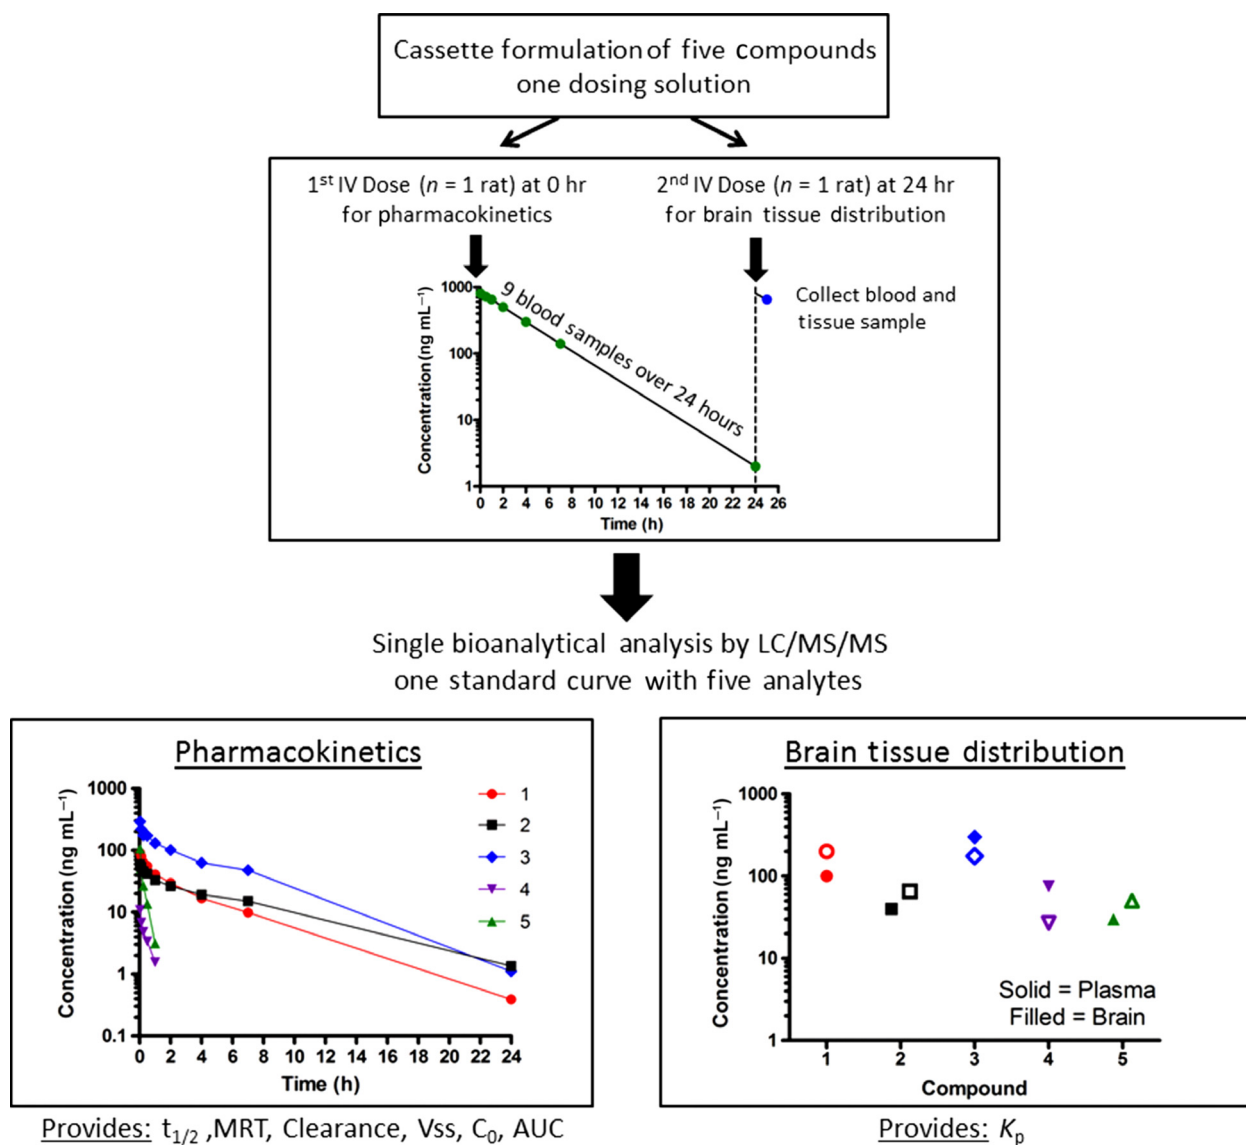 Cassette formulation of five compounds
one dosing solution
1st IV Dose (n = 1 rat) at 0 hr
for pharmacokinetics
2nd IV Dose (n = 1 rat) at 24 hr
for brain tissue distribution
Concentration (ng mL⁻¹)
1000
100
10
1
9 blood samples over 24 hours
Collect blood and
tissue sample
0 2 4 6 8 10 12 14 16 18 20 22 24 26
Time (h)
Single bioanalytical analysis by LC/MS/MS
one standard curve with five analytes
Pharmacokinetics
Concentration (ng mL⁻¹)
1000
100
10
1
0.1
1
2
3
4
5
0 2 4 6 8 10 12 14 16 18 20 22 24
Time (h)
Provides: t1/2 ,MRT, Clearance, Vss, C0, AUC
Brain tissue distribution
Concentration (ng mL⁻¹)
1000
100
10
1
Solid = Plasma
Filled = Brain
1 2 3 4 5
Compound
Provides: Kp